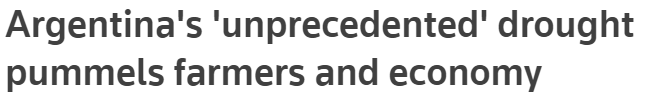 Argentina's 'unprecedented' drought
pummels farmers and economy